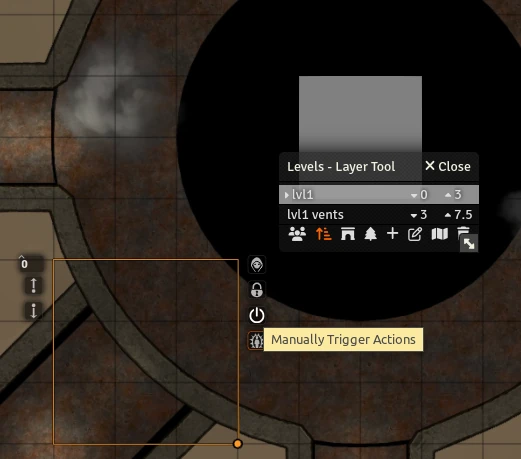 Levels - Layer Tool
Close
lvl1 0 3
lvl1 vents 3 7.5
0
Manually Trigger Actions